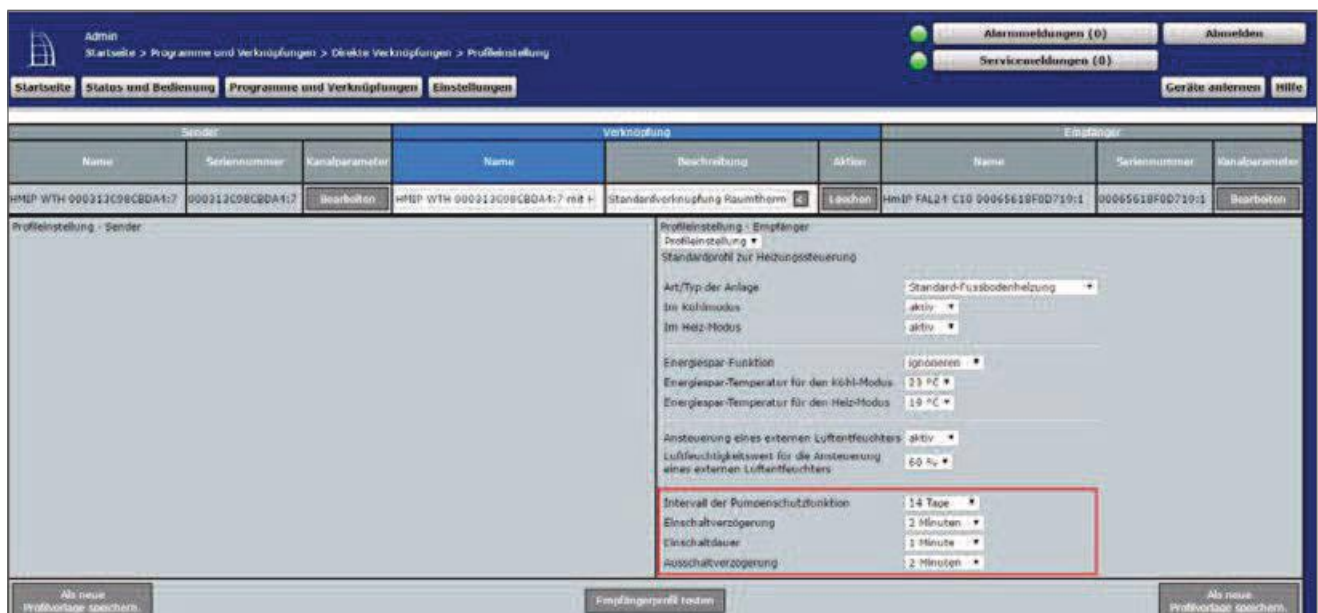 Admin
Alarmmeldungen (0)
Abmelden
Startseite > Programme und Verknüpfungen > Direkte Verknüpfungen > Profileinstellung
Servicemeldungen (0)
Startseite
Status und Bedienung
Programme und Verknüpfungen
Einstellungen
Geräte anlernen
Hilfe
Sender
Verknüpfung
Empfänger
Name
Seriennummer
Kanalparameter
Name
Beschreibung
Aktion
Name
Seriennummer
Kanalparameter
HMIP WTH 000313C98CBDA4:7
000313C98CBDA4:7
Bearbeiten
HMIP WTH 000313C98CBDA4:7 mit H
Standardverknüpfung Raumtherm
<
Löschen
HmIP FAL24 C10 00065618F0D719:1
00065618F0D719:1
Bearbeiten
Profileinstellung - Sender
Profileinstellung - Empfänger
Profileinstellung
Standardprofil zur Heizungssteuerung
Art/Typ der Anlage
Standard-Fussbodenheizung
Im Kühlmodus
aktiv
Im Heiz-Modus
aktiv
Energiespar-Funktion
ignorieren
Energiespar-Temperatur für den Kühl-Modus
23 °C
Energiespar-Temperatur für den Heiz-Modus
19 °C
Ansteuerung eines externen Luftentfeuchters
aktiv
Luftfeuchtigkeitswert für die Ansteuerung
eines externen Luftentfeuchters
60 %
Intervall der Pumpenschutzfunktion
14 Tage
Einschaltverzögerung
2 Minuten
Einschaltdauer
1 Minute
Ausschaltverzögerung
2 Minuten
Als neue
Profilvorlage speichern.
Empfängerprofil testen
Als neue
Profilvorlage speichern.